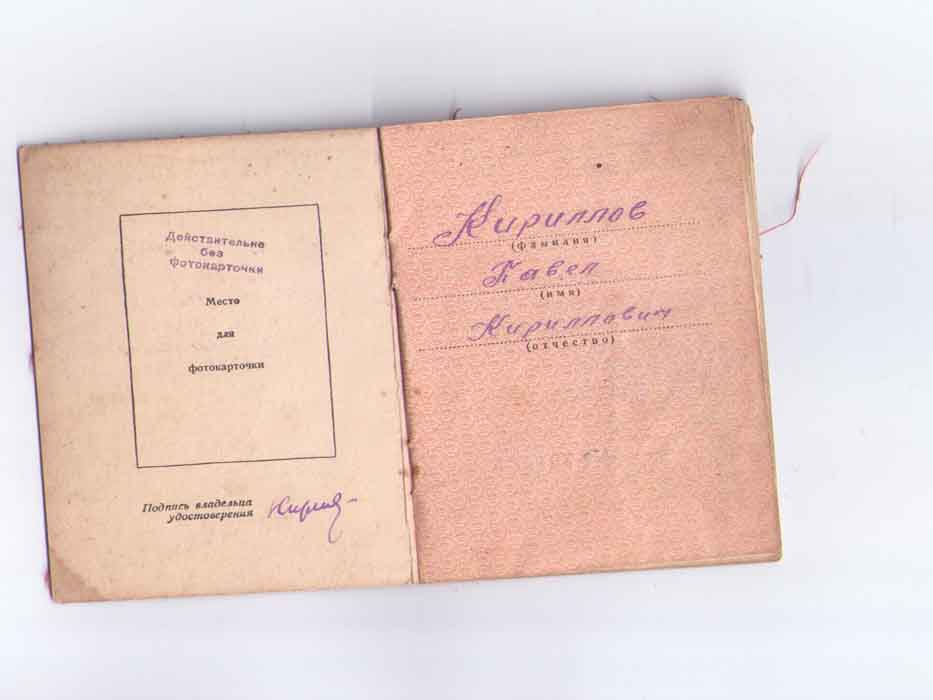 Действительно
без
фотокарточки
Место
для
фотокарточки
Подпись владельца
удостоверения
Кириллов
(фамилия)
Павел
(имя)
Кириллович
(отчество)